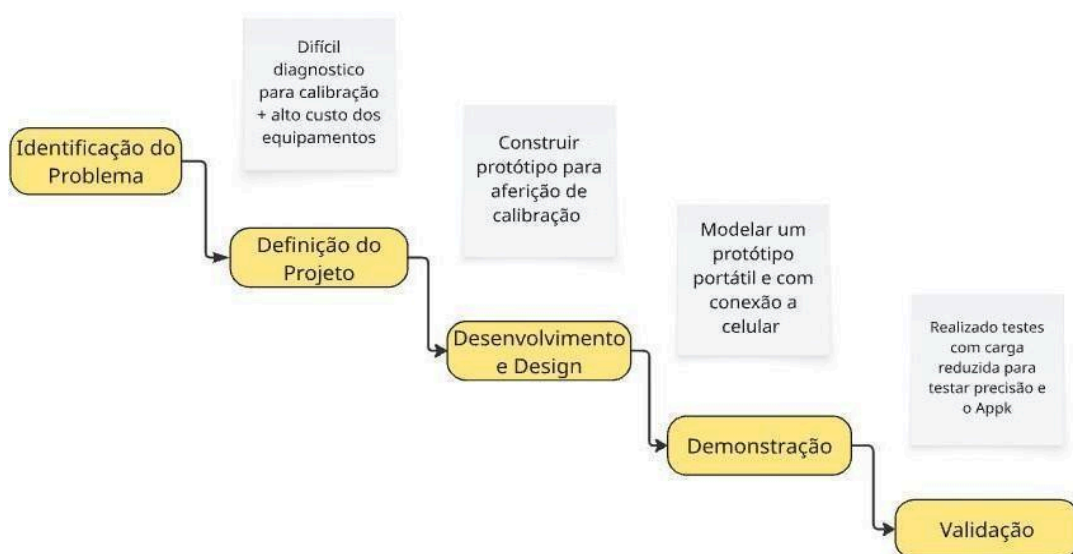 Difícil
diagnostico
para calibração
+ alto custo dos
equipamentos
Identificação do
Problema
Construir
protótipo para
aferição de
calibração
Definição do
Projeto
Modelar um
protótipo
portátil e com
conexão a
celular
Desenvolvimento
e Design
Realizado testes
com carga
reduzida para
testar precisão e
o Appk
Demonstração
Validação